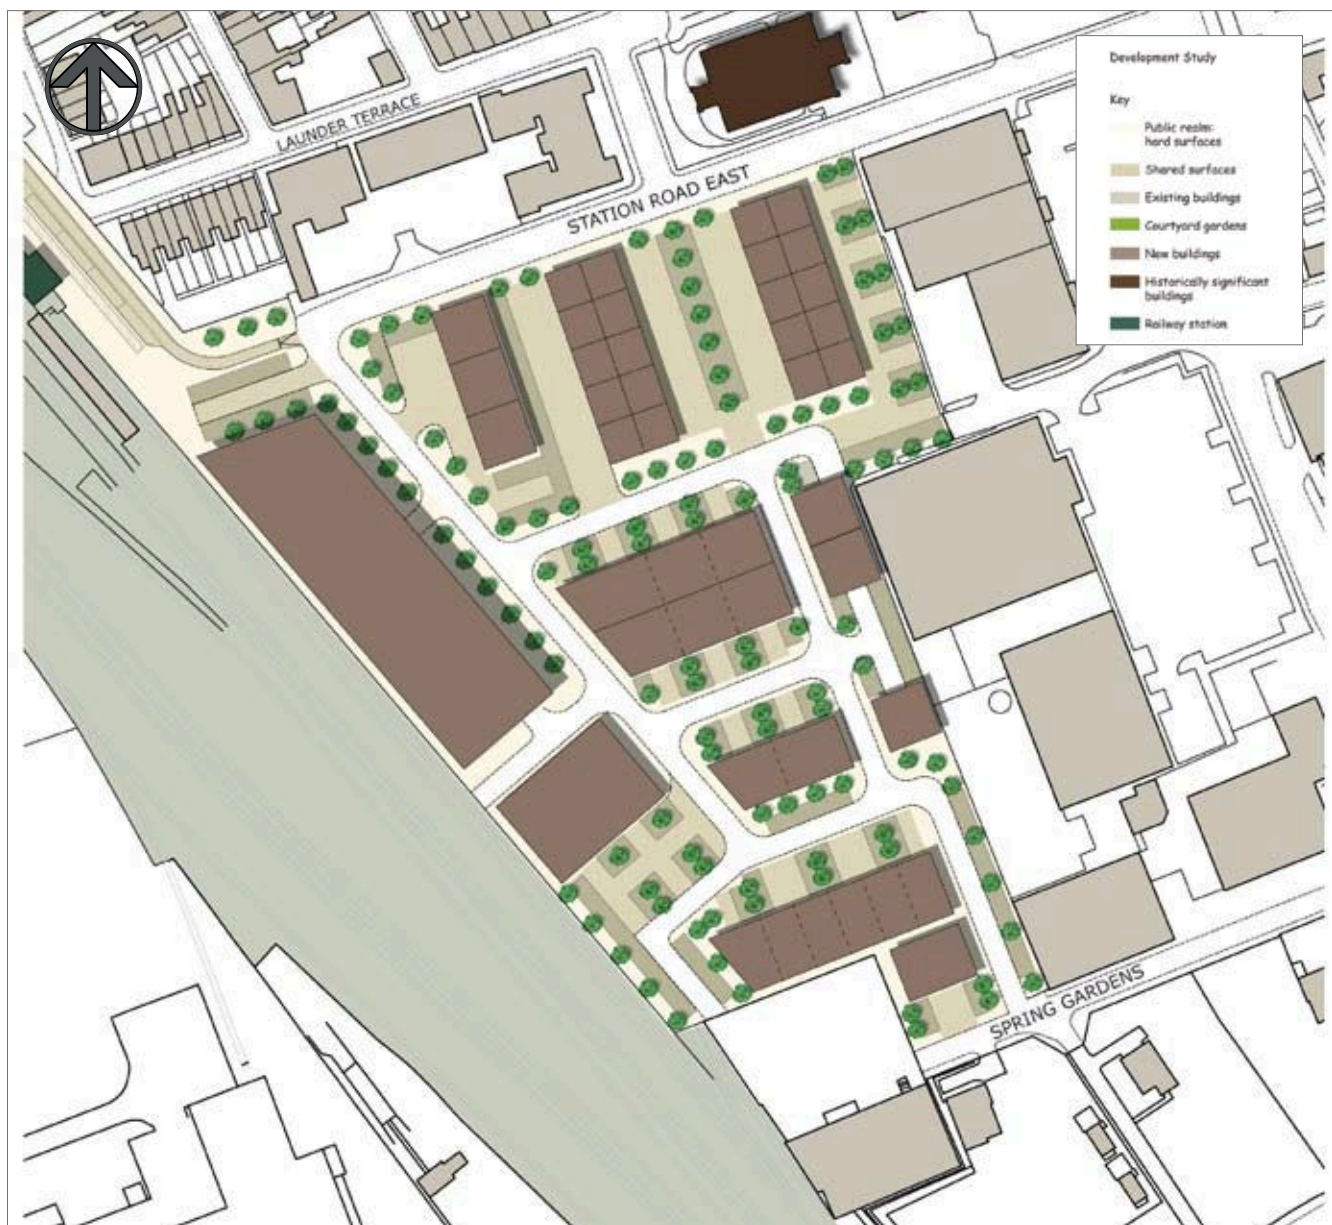 LAUNDER TERRACE
STATION ROAD EAST
Development Study
Key
Public realm:
hard surfaces
Shared surfaces
Existing buildings
Courtyard gardens
New buildings
Historically significant
buildings
Railway station
SPRING GARDENS